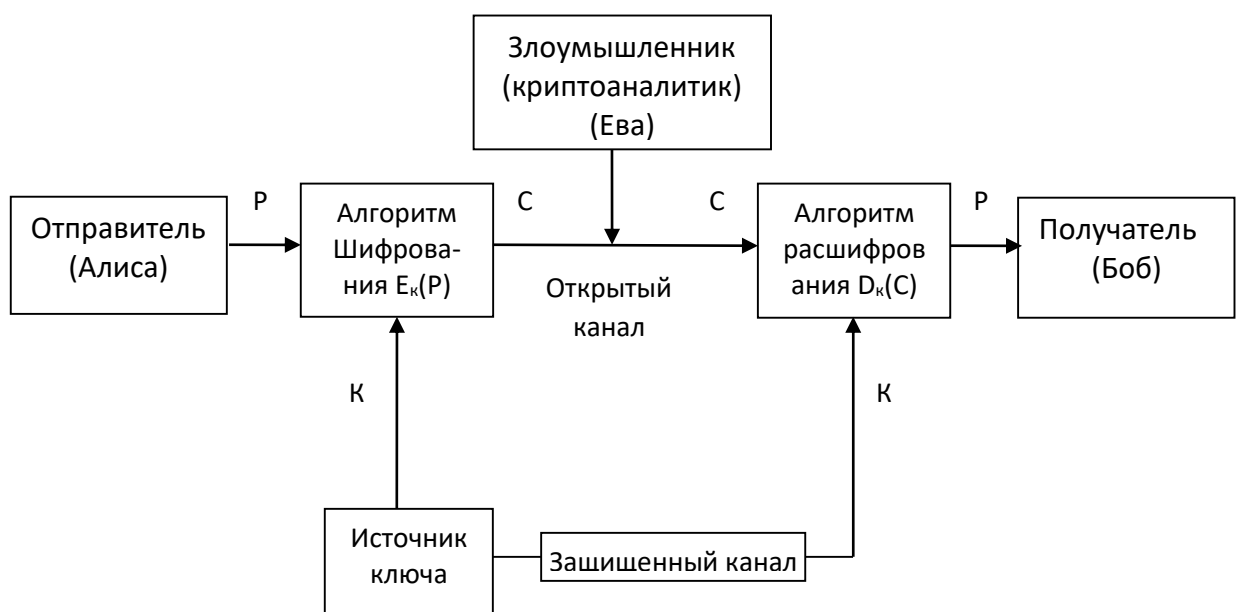 Злоумышленник
(криптоаналитик)
(Ева)
Отправитель
(Алиса)
P
Алгоритм
Шифрова-
ния Eк(P)
C
Открытый
канал
C
Алгоритм
расшифров
ания Dк(C)
P
Получатель
(Боб)
К
К
Источник
ключа
Защишенный канал